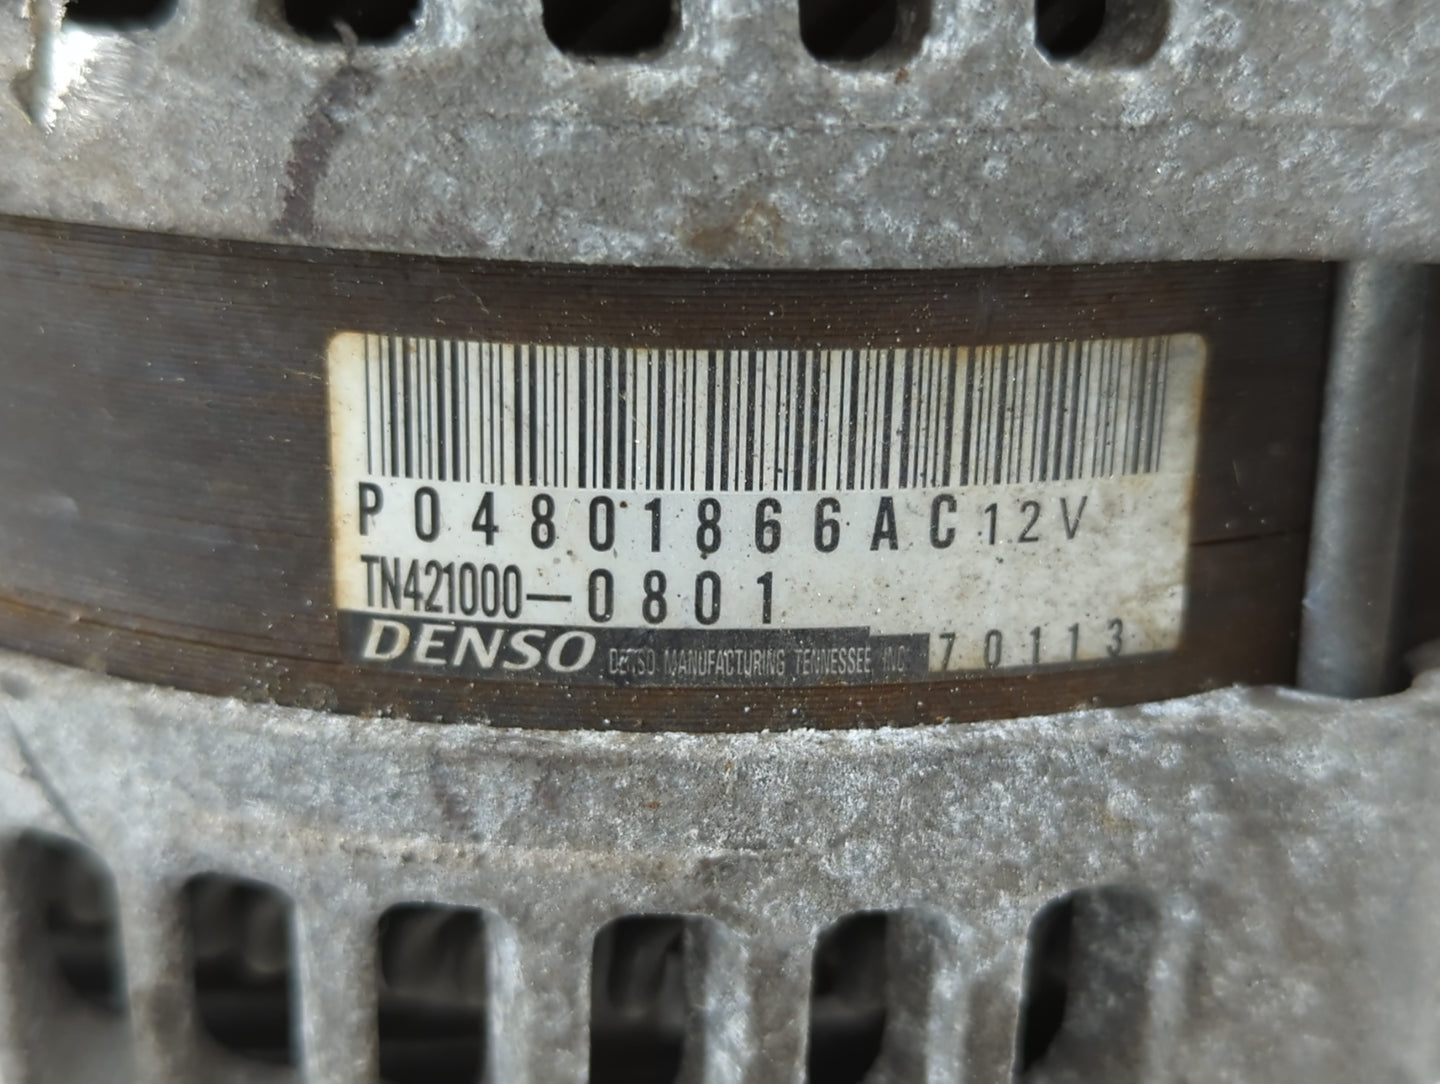 P04801866AC 12V
TN421000-0801
DENSO DENSO MANUFACTURING TENNESSEE, INC. 70113